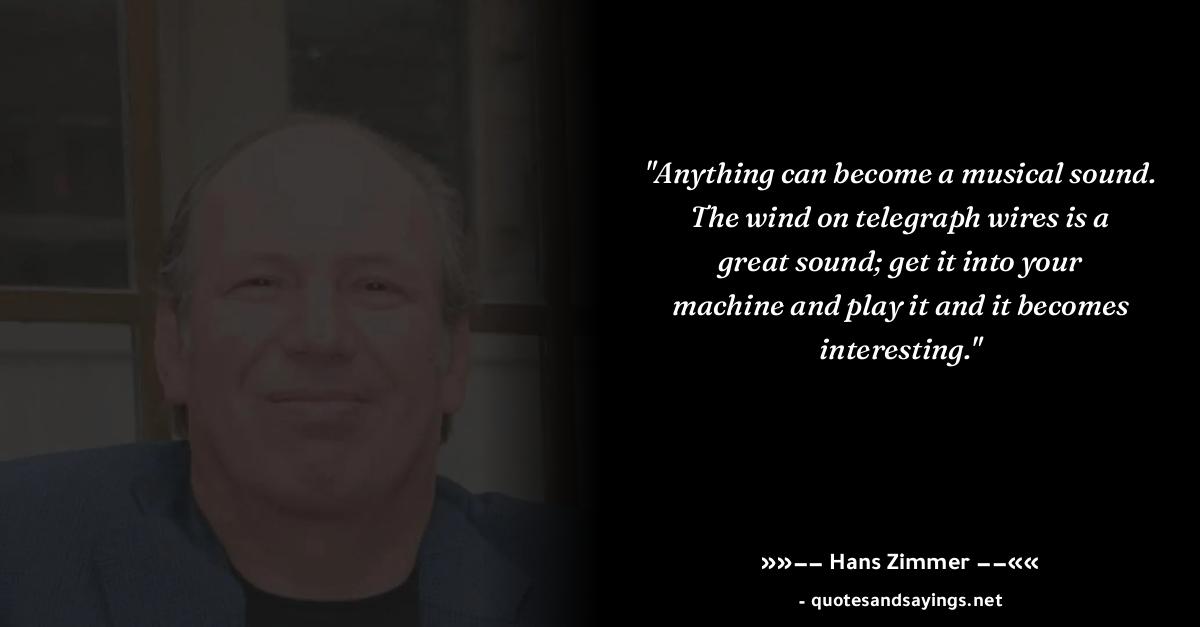 "Anything can become a musical sound.
The wind on telegraph wires is a
great sound; get it into your
machine and play it and it becomes
interesting."
»»−− Hans Zimmer −−««
- quotesandsayings.net